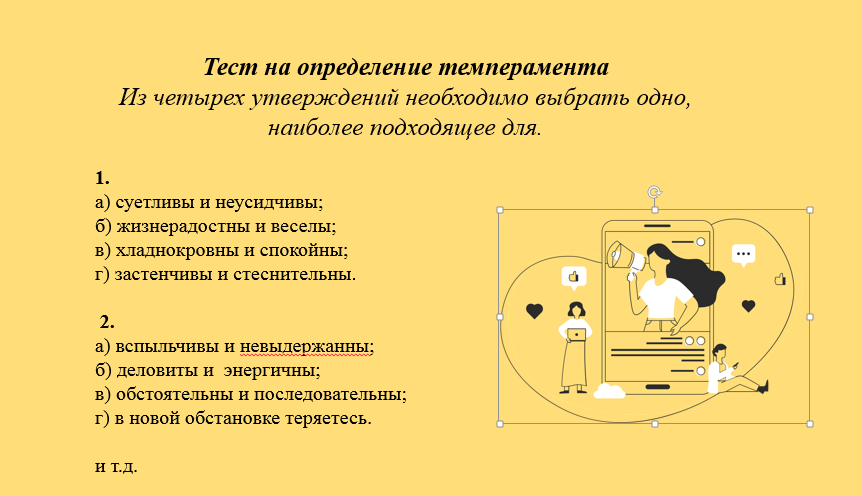 Тест на определение темперамента
Из четырех утверждений необходимо выбрать одно,
наиболее подходящее для.
1.
а) суетливы и неусидчивы;
б) жизнерадостны и веселы;
в) хладнокровны и спокойны;
г) застенчивы и стеснительны.
2.
а) вспыльчивы и невыдержанны;
б) деловиты и  энергичны;
в) обстоятельны и последовательны;
г) в новой обстановке теряетесь.
и т.д.